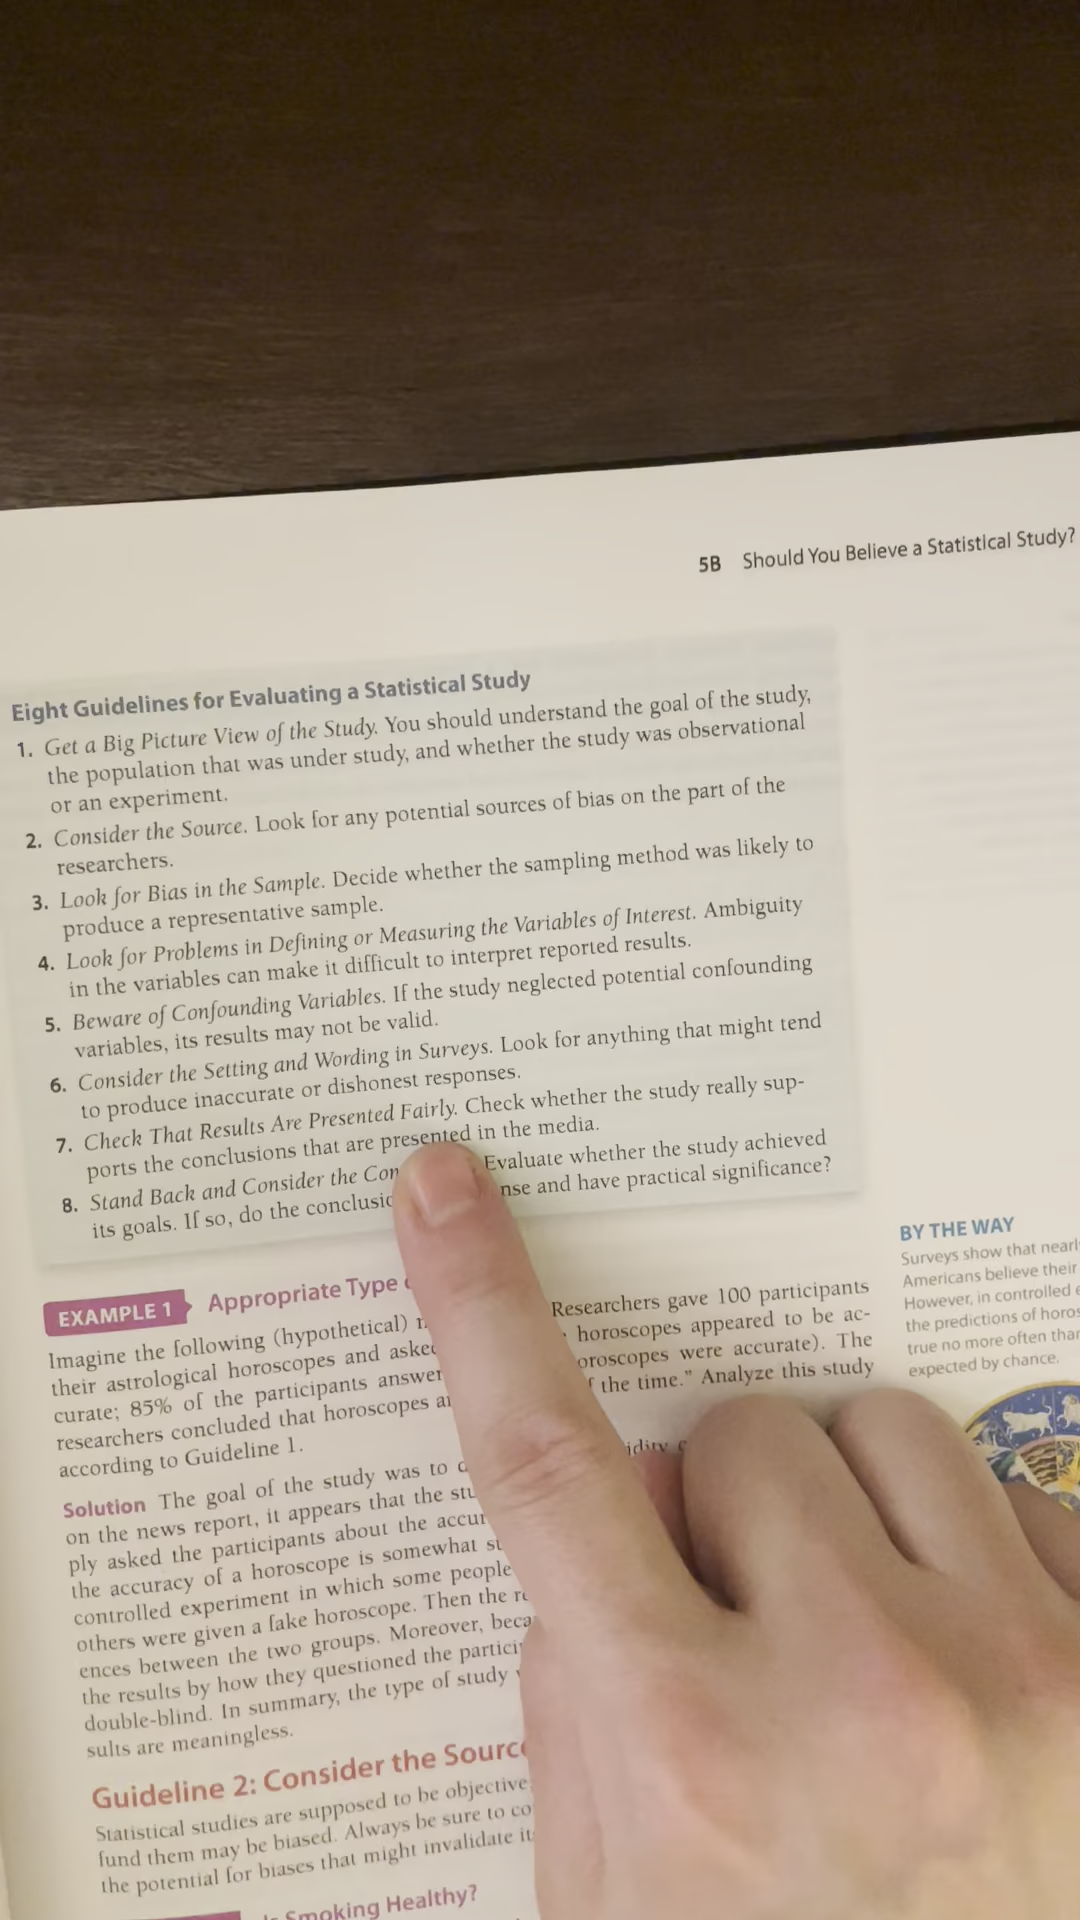 5B Should You Believe a Statistical Study?
Eight Guidelines for Evaluating a Statistical Study
1. Get a Big Picture View of the Study. You should understand the goal of the study,
the population that was under study, and whether the study was observational
or an experiment.
2. Consider the Source. Look for any potential sources of bias on the part of the
researchers.
3. Look for Bias in the Sample. Decide whether the sampling method was likely to
produce a representative sample.
4. Look for Problems in Defining or Measuring the Variables of Interest. Ambiguity
in the variables can make it difficult to interpret reported results.
5. Beware of Confounding Variables. If the study neglected potential confounding
variables, its results may not be valid.
6. Consider the Setting and Wording in Surveys. Look for anything that might tend
to produce inaccurate or dishonest responses.
7. Check That Results Are Presented Fairly. Check whether the study really sup-
ports the conclusions that are presented in the media.
8. Stand Back and Consider the Evaluate whether the study achieved
its goals. If so, do the and have practical significance?
EXAMPLE 1 Appropriate Type
Imagine the following (hypothetical) Researchers gave 100 participants
their astrological horoscopes and asked horoscopes appeared to be ac-
curate; 85% of the participants horoscopes were accurate). The
researchers concluded that horoscopes of the time." Analyze this study
according to Guideline 1.
Solution The goal of the study was to
on the news report, it appears that the
ply asked the participants about the
the accuracy of a horoscope is somewhat
controlled experiment in which some people
others were given a fake horoscope. Then the
ences between the two groups. Moreover,
the results by how they questioned the
double-blind. In summary, the type of study
sults are meaningless.
Guideline 2: Consider the Source
Statistical studies are supposed to be objective
fund them may be biased. Always be sure to
the potential for biases that might invalidate
Smoking Healthy?
BY THE WAY
Surveys show that
Americans believe their
However, in controlled
the predictions of
true no more often than
expected by chance.